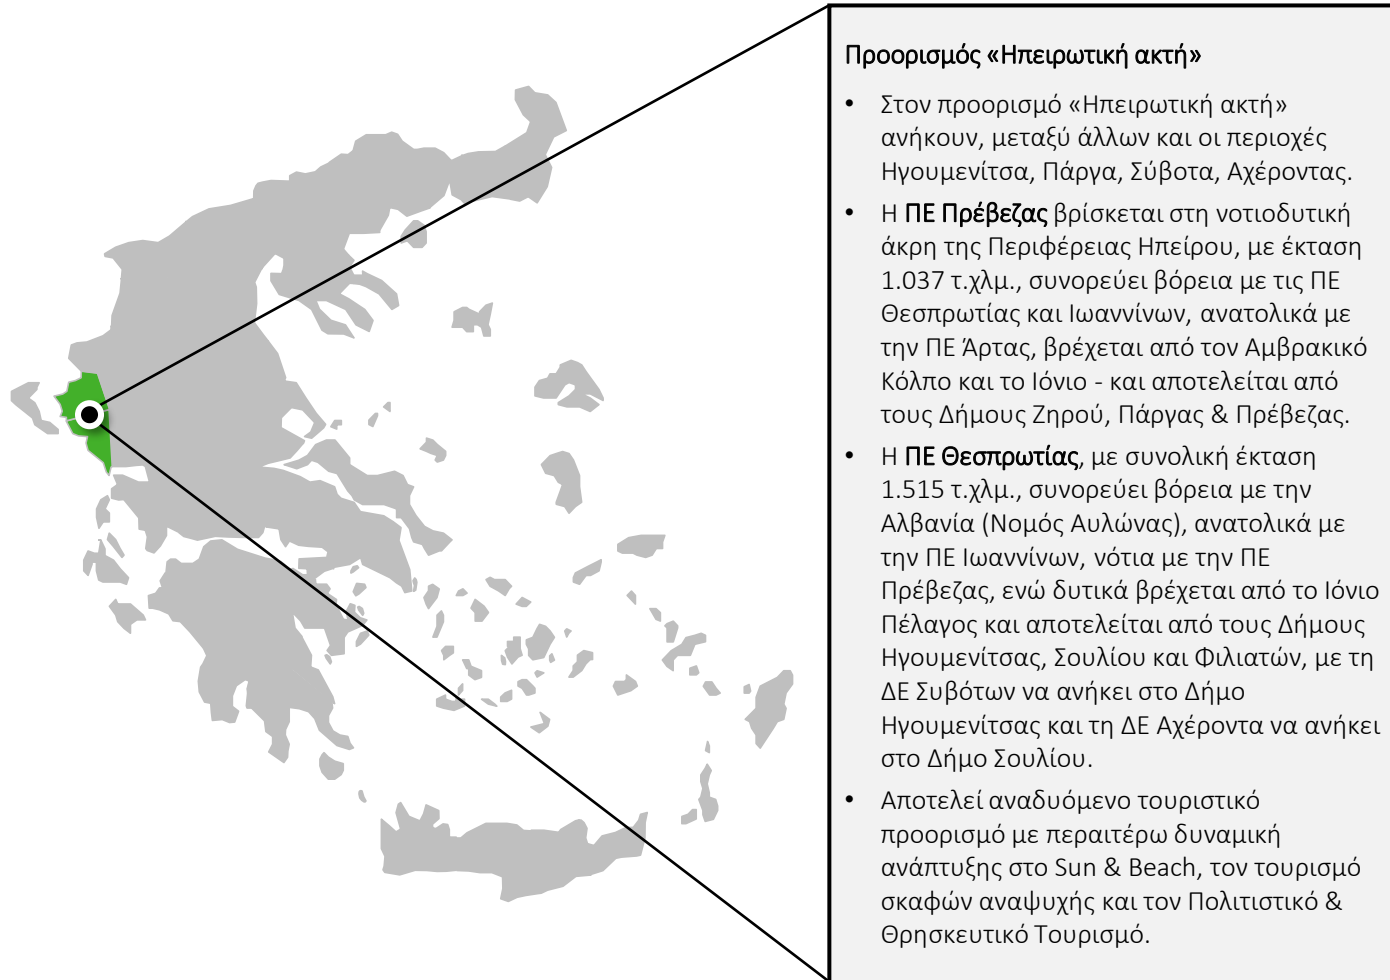 Προορισμός «Ηπειρωτική ακτή»
• Στον προορισμό «Ηπειρωτική ακτή»
ανήκουν, μεταξύ άλλων και οι περιοχές
Ηγουμενίτσα, Πάργα, Σύβοτα, Αχέροντας.
• Η ΠΕ Πρέβεζας βρίσκεται στη νοτιοδυτική
άκρη της Περιφέρειας Ηπείρου, με έκταση
1.037 τ.χλμ., συνορεύει βόρεια με τις ΠΕ
Θεσπρωτίας και Ιωαννίνων, ανατολικά με
την ΠΕ Άρτας, βρέχεται από τον Αμβρακικό
Κόλπο και το Ιόνιο - και αποτελείται από
τους Δήμους Ζηρού, Πάργας & Πρέβεζας.
• Η ΠΕ Θεσπρωτίας, με συνολική έκταση
1.515 τ.χλμ., συνορεύει βόρεια με την
Αλβανία (Νομός Αυλώνας), ανατολικά με
την ΠΕ Ιωαννίνων, νότια με την ΠΕ
Πρέβεζας, ενώ δυτικά βρέχεται από το Ιόνιο
Πέλαγος και αποτελείται από τους Δήμους
Ηγουμενίτσας, Σουλίου και Φιλιατών, με τη
ΔΕ Συβότων να ανήκει στο Δήμο
Ηγουμενίτσας και τη ΔΕ Αχέροντα να ανήκει
στο Δήμο Σουλίου.
• Αποτελεί αναδυόμενο τουριστικό
προορισμό με περαιτέρω δυναμική
ανάπτυξης στο Sun & Beach, τον τουρισμό
σκαφών αναψυχής και τον Πολιτιστικό &
Θρησκευτικό Τουρισμό.